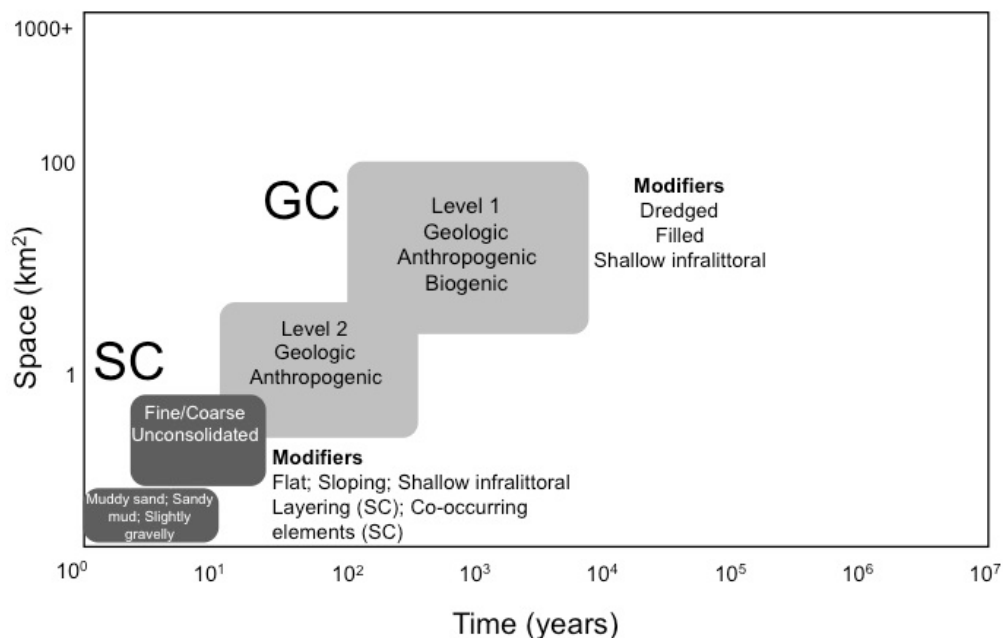 1000+
100
1
Space (km²)
GC
SC
Level 1
Geologic
Anthropogenic
Biogenic
Modifiers
Dredged
Filled
Shallow infralittoral
Level 2
Geologic
Anthropogenic
Fine/Coarse
Unconsolidated
Modifiers
Flat; Sloping; Shallow infralittoral
Layering (SC); Co-occurring
elements (SC)
Muddy sand; Sandy
mud; Slightly
gravelly
10⁰ 10¹ 10² 10³ 10⁴ 10⁵ 10⁶ 10⁷
Time (years)